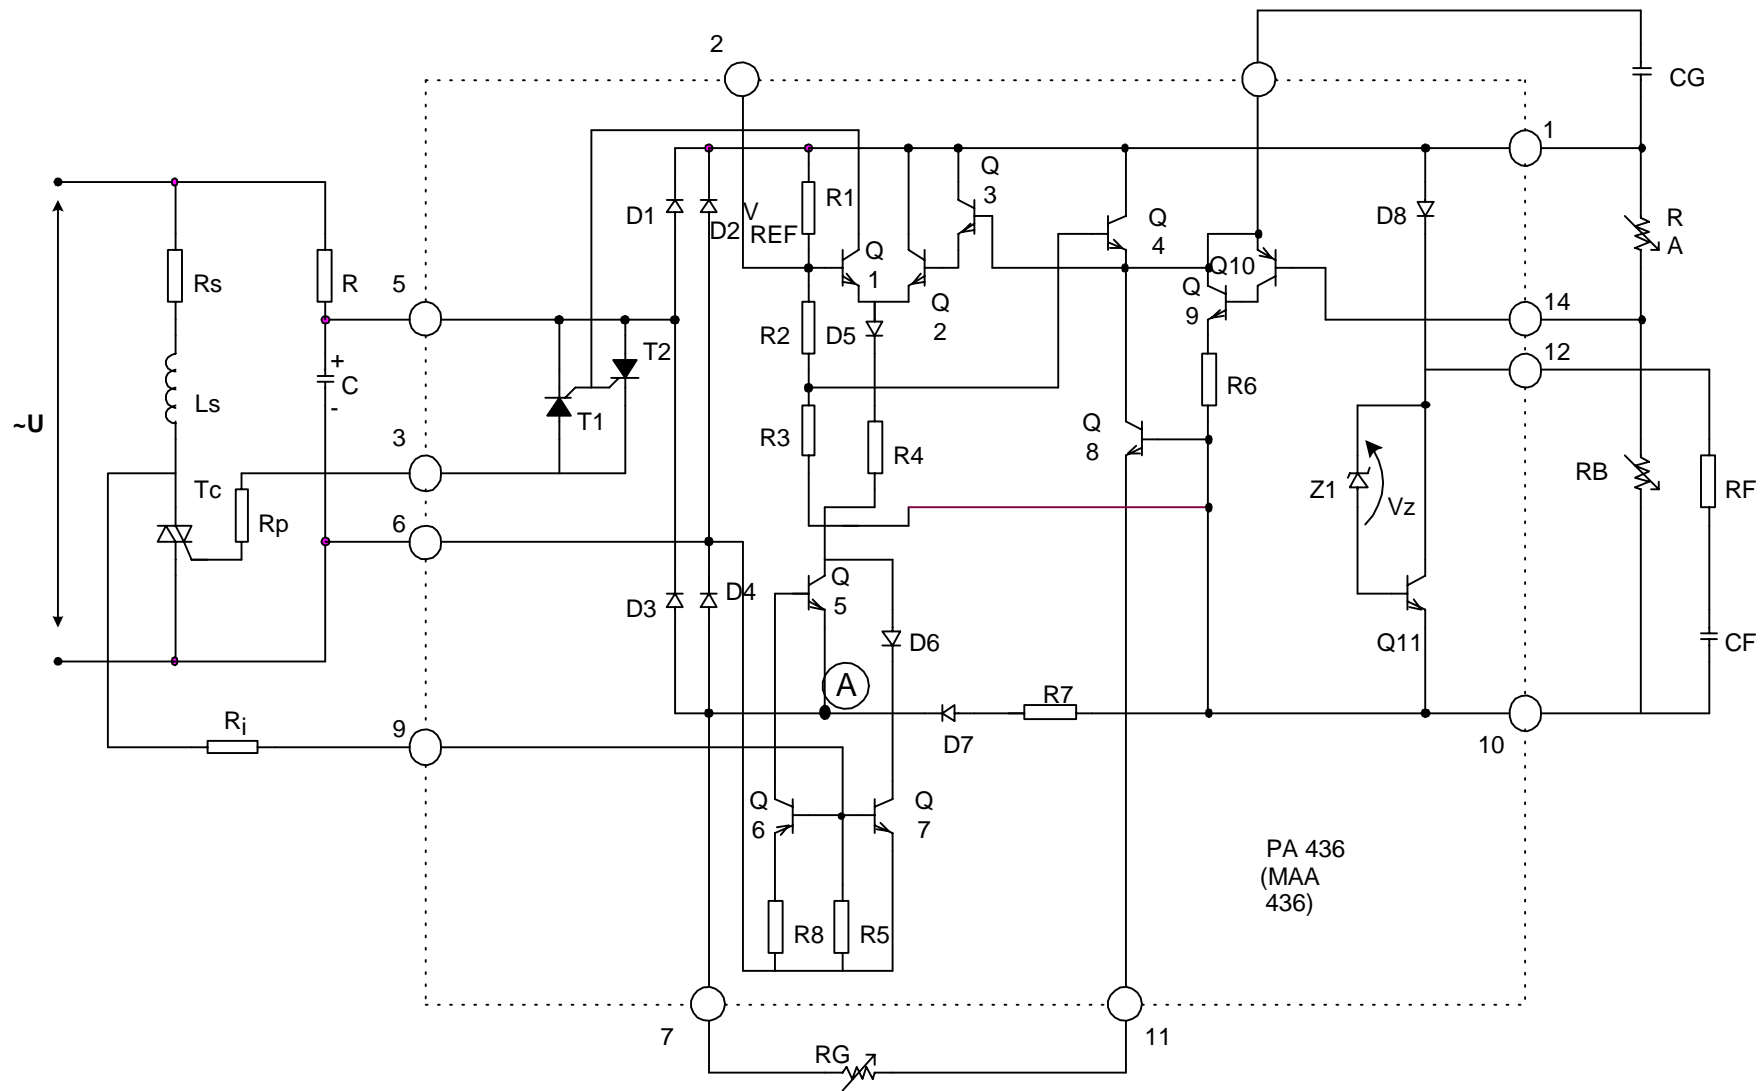 2
CG
1
Q
3
R1
D1
V
D2
REF
Q
4
D8
R
A
Q
1
Q10
Q
9
Rs
R
5
Q
2
14
R2
D5
T2
12
+
C
-
R6
Ls
T1
~U
3
R3
R4
Q
8
Tc
Z1
Vz
RB
RF
Rp
6
D3
D4
Q
5
D6
Q11
CF
A
R7
Ri
9
D7
10
Q
6
Q
7
PA 436
(MAA
436)
R8
R5
7
11
RG